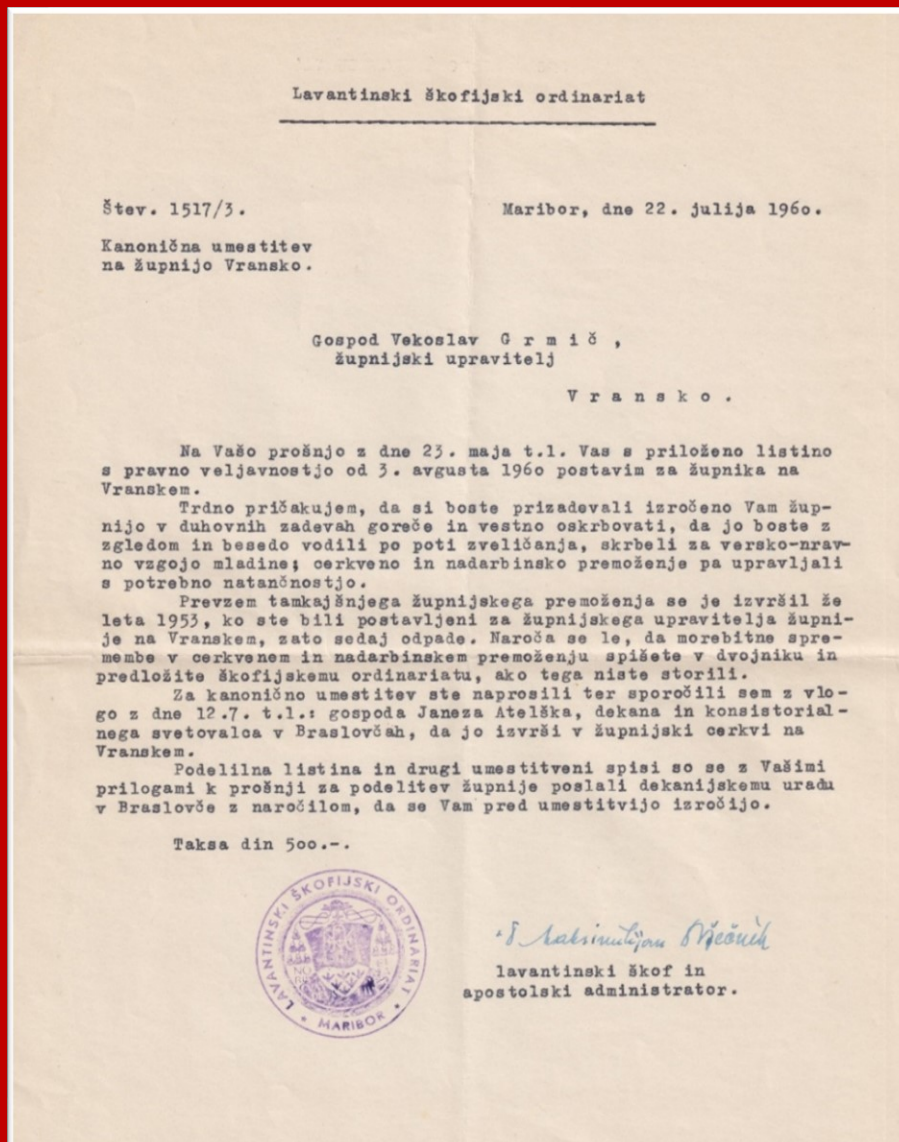 Lavantinski škofijski ordinariat
Štev. 1517/3.
Maribor, dne 22. julija 1960.
Kanonična umestitev
na župnijo Vransko.
Gospod Vekoslav G r m i č ,
župnijski upravitelj
V r a n s k o .
Na Vašo prošnjo z dne 23. maja t.l. Vas s priloženo listino
s pravno veljavnostjo od 3. avgusta 1960 postavim za župnika na
Vranskem.
Trdno pričakujem, da si boste prizadevali izročeno Vam žup-
nijo v duhovnih zadevah goreče in vestno oskrbovati, da jo boste z
zgledom in besedo vodili po poti zveličanja, skrbeli za versko-nrav-
no vzgojo mladine; cerkveno in nadarbinsko premoženje pa upravljali
s potrebno natančnostjo.
Prevzem tamkajšnjega župnijskega premoženja se je izvršil že
leta 1953, ko ste bili postavljeni za župnijskega upravitelja župni-
je na Vranskem, zato sedaj odpade. Naroča se le, da morebitne spre-
membe v cerkvenem in nadarbinskem premoženju spišete v dvojniku in
predložite škofijskemu ordinariatu, ako tega niste storili.
Za kanonično umestitev ste naprosili ter sporočili sem z vlo-
go z dne 12.7. t.l.: gospoda Janeza Atelška, dekana in konsistorial-
nega svetovalca v Braslovčah, da jo izvrši v župnijski cerkvi na
Vranskem.
Podelilna listina in drugi umestitveni spisi so se z Vašimi
prilogami k prošnji za podelitev župnije poslali dekanijskemu uradu
v Braslovče z naročilom, da se Vam pred umestitvijo izročijo.
Taksa din 500.-.
LAVANTINSKI ŠKOFIJSKI ORDINARIAT
MARIBOR
Maksimilijan Držečnik
lavantinski škof in
apostolski administrator.